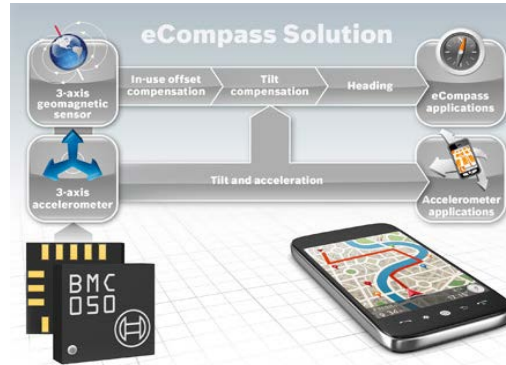 eCompass Solution
3-axis
geomagnetic
sensor
In-use offset
compensation
Tilt
compensation
Heading
eCompass
applications
3-axis
accelerometer
Tilt and acceleration
Accelerometer
applications
BMC
050